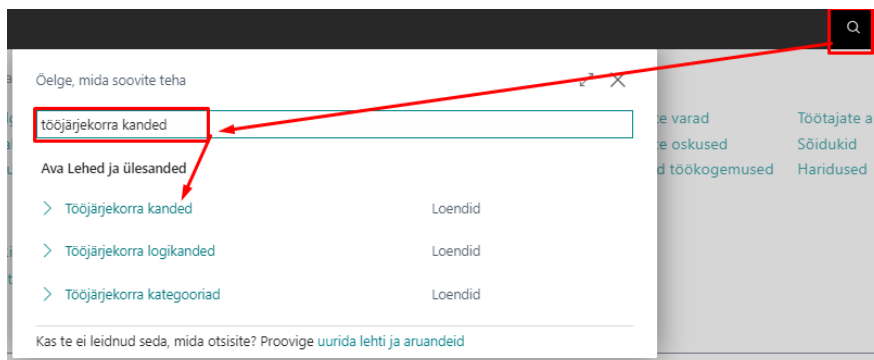 Öelge, mida soovite teha
tööjärjekorra kanded
Ava Lehed ja ülesanded
Tööjärjekorra kanded Loendid
Tööjärjekorra logikanded Loendid
Tööjärjekorra kategooriad Loendid
Kas te ei leidnud seda, mida otsisite? Proovige uurida lehti ja aruandeid
varad Töötajate
oskused Sõidukid
töökogemused Haridused